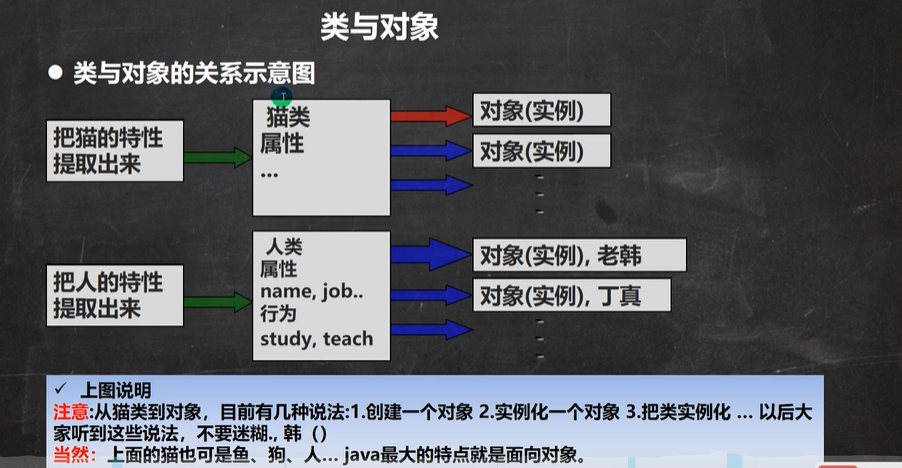 类与对象
● 类与对象的关系示意图
把猫的特性
提取出来
猫类
属性
...
对象(实例)
对象(实例)
-
-
-
把人的特性
提取出来
人类
属性
name, job..
行为
study, teach
对象(实例), 老韩
对象(实例), 丁真
-
-
-
✓ 上图说明
注意:从猫类到对象，目前有几种说法:1.创建一个对象 2.实例化一个对象 3.把类实例化 ... 以后大
家听到这些说法，不要迷糊., 韩（）
当然：上面的猫也可是鱼、狗、人... java最大的特点就是面向对象。